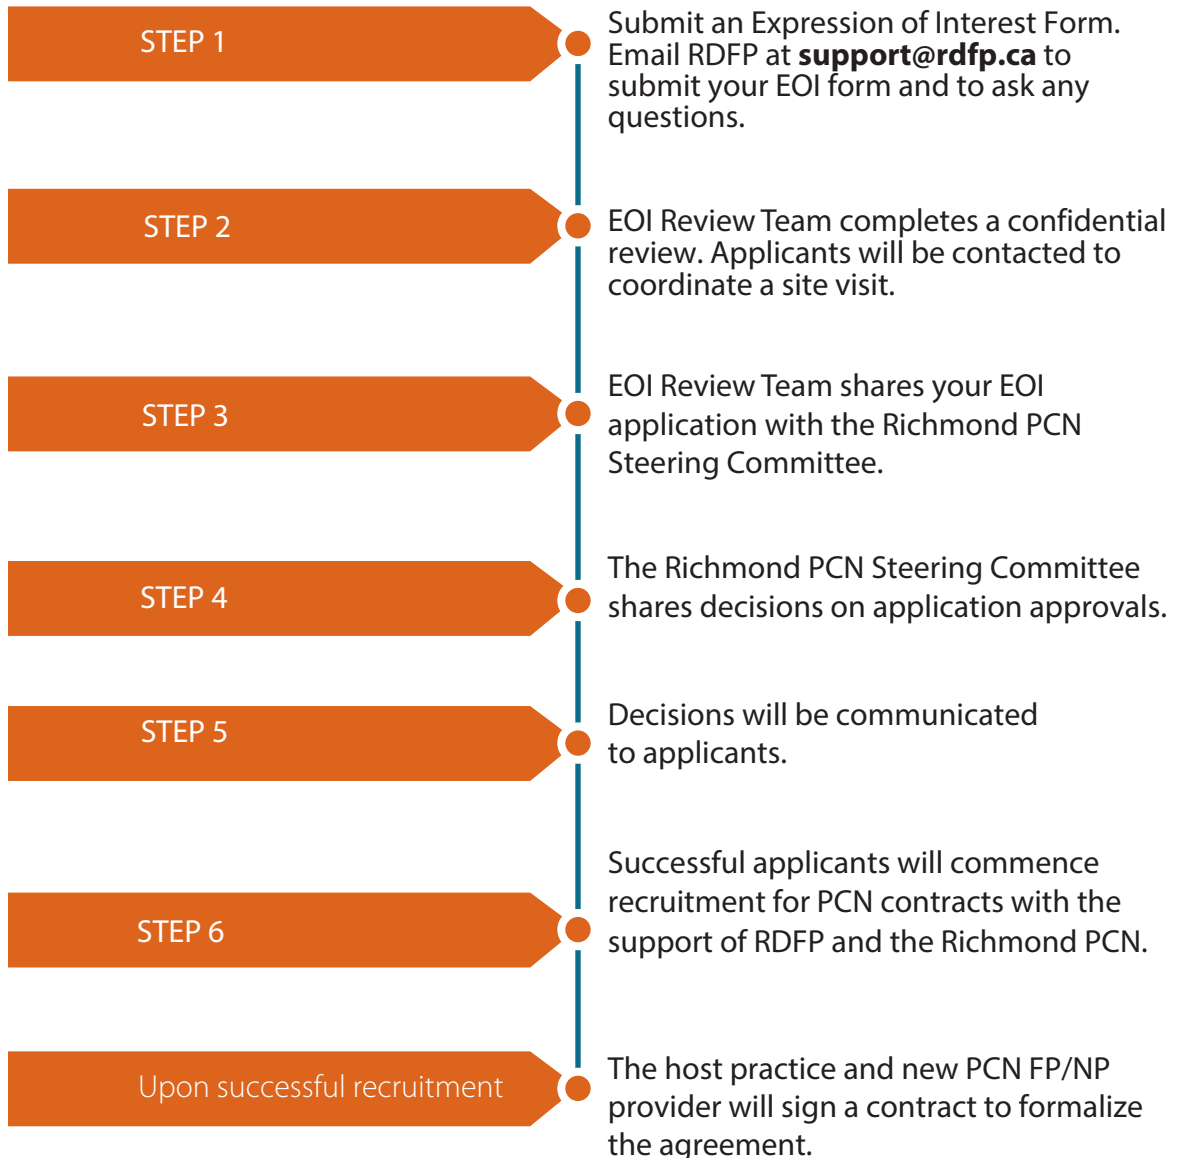 STEP 1
Submit an Expression of Interest Form.
Email RDFP at support@rdfp.ca to
submit your EOI form and to ask any
questions.
STEP 2
EOI Review Team completes a confidential
review. Applicants will be contacted to
coordinate a site visit.
STEP 3
EOI Review Team shares your EOI
application with the Richmond PCN
Steering Committee.
STEP 4
The Richmond PCN Steering Committee
shares decisions on application approvals.
STEP 5
Decisions will be communicated
to applicants.
STEP 6
Successful applicants will commence
recruitment for PCN contracts with the
support of RDFP and the Richmond PCN.
Upon successful recruitment
The host practice and new PCN FP/NP
provider will sign a contract to formalize
the agreement.